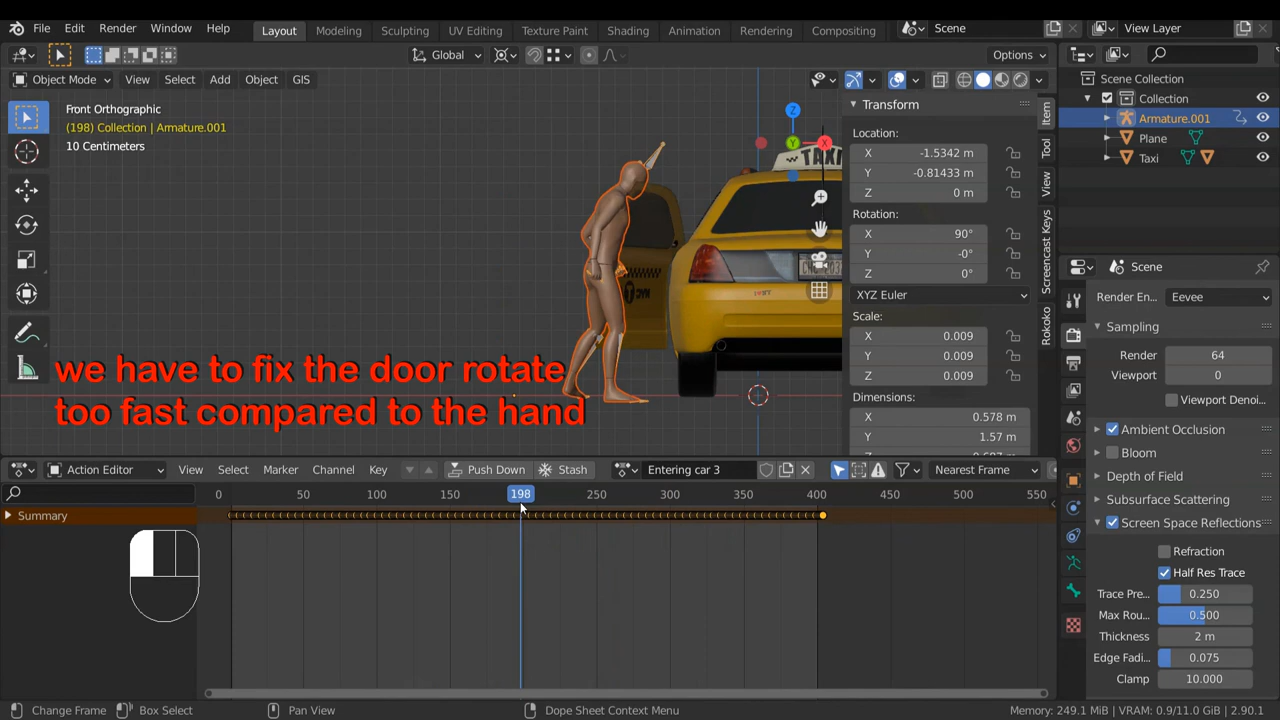 File Edit Render Window Help Layout Modeling Sculpting UV Editing Texture Paint Shading Animation Rendering Compositing Scene View Layer
Global Options
Object Mode View Select Add Object GIS
Front Orthographic
(198) Collection | Armature.001
10 Centimeters
Z
Y
X
TAXI
we have to fix the door rotate
too fast compared to the hand
Transform
Location:
X -1.5342 m
Y -0.81433 m
Z 0 m
Rotation:
X 90°
Y -0°
Z 0°
XYZ Euler
Scale:
X 0.009
Y 0.009
Z 0.009
Dimensions:
X 0.578 m
Y 1.57 m
Item
Tool
View
Screencast Keys
Rokoko
Scene Collection
Collection
Armature.001
Plane
Taxi
Scene
Render En... Eevee
Sampling
Render 64
Viewport 0
Viewport Denoi...
Ambient Occlusion
Bloom
Depth of Field
Subsurface Scattering
Screen Space Reflections
Refraction
Half Res Trace
Trace Pre... 0.250
Max Rou... 0.500
Thickness 2 m
Edge Fadi... 0.075
Clamp 10.000
Action Editor View Select Marker Channel Key Push Down Stash Entering car 3 Nearest Frame
0 50 100 150 198 250 300 350 400 450 500 550
Summary
Change Frame Box Select Pan View Dope Sheet Context Menu Memory: 249.1 MiB | VRAM: 0.9/11.0 GiB | 2.90.1